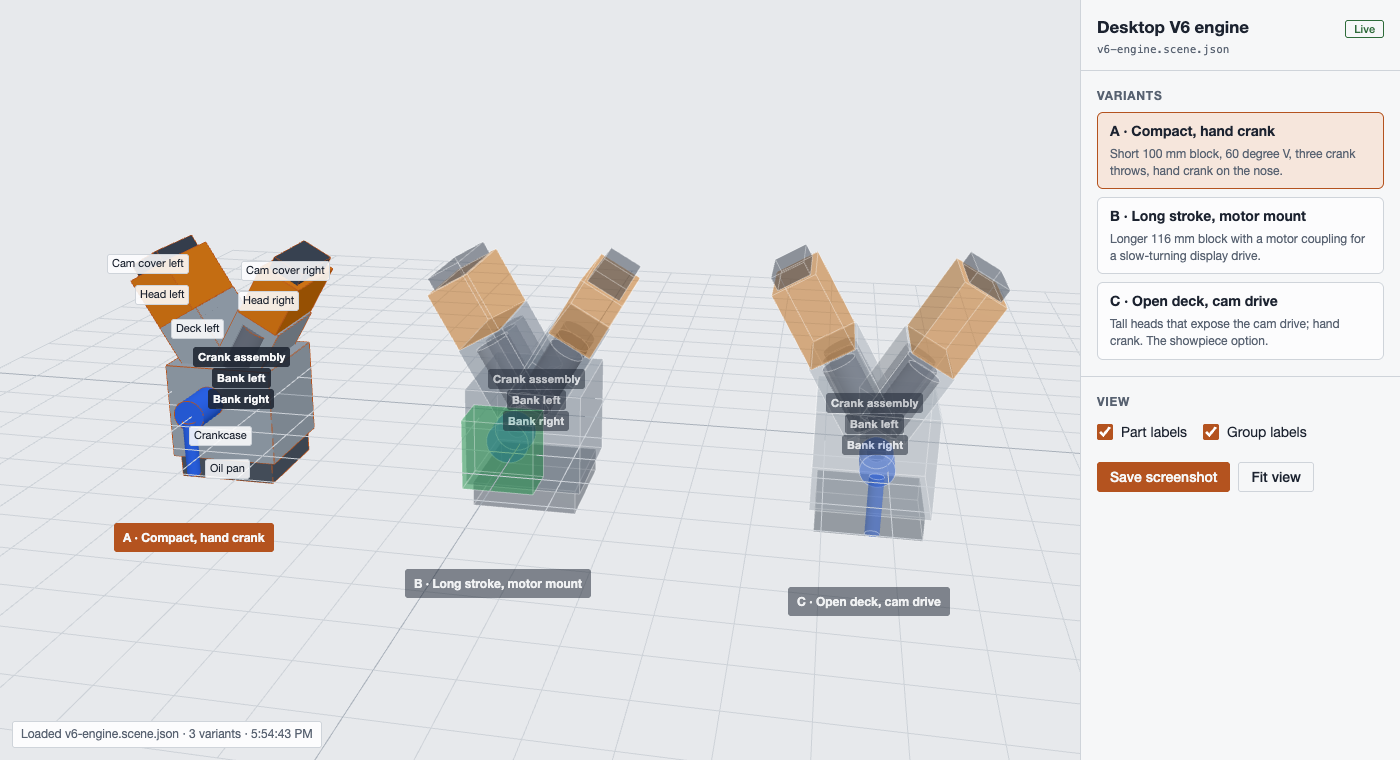 Desktop V6 engine
Live
v6-engine.scene.json
VARIANTS
A · Compact, hand crank
Short 100 mm block, 60 degree V, three crank
throws, hand crank on the nose.
B · Long stroke, motor mount
Longer 116 mm block with a motor coupling for
a slow-turning display drive.
C · Open deck, cam drive
Tall heads that expose the cam drive; hand
crank. The showpiece option.
VIEW
Part labels
Group labels
Save screenshot
Fit view
Cam cover left
Cam cover right
Head left
Head right
Deck left
Crank assembly
Bank left
Bank right
Crankcase
Oil pan
A · Compact, hand crank
Crank assembly
Bank left
Bank right
B · Long stroke, motor mount
Crank assembly
Bank left
Bank right
C · Open deck, cam drive
Loaded v6-engine.scene.json · 3 variants · 5:54:43 PM